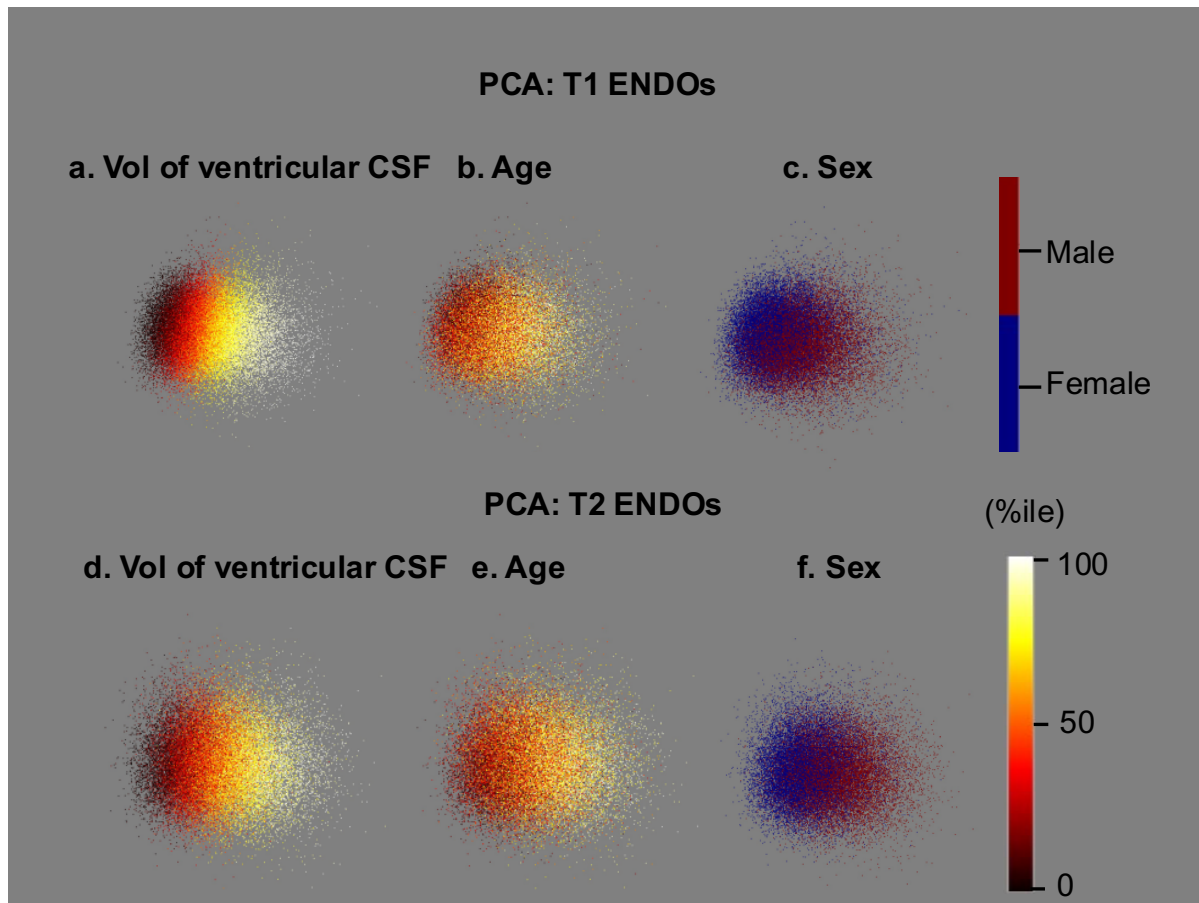 PCA: T1 ENDOs
a. Vol of ventricular CSF b. Age c. Sex
Male
Female
PCA: T2 ENDOs
(%ile)
d. Vol of ventricular CSF e. Age f. Sex
100
50
0